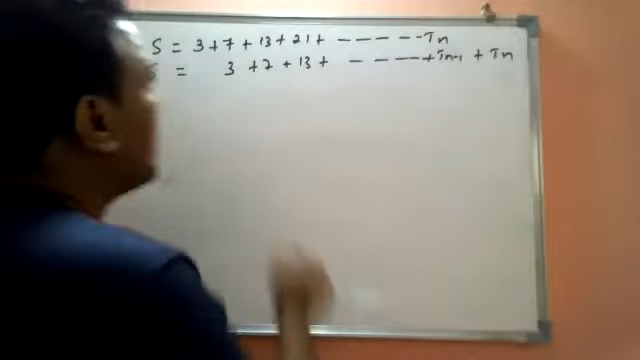 S = 3+7+13+21+ ------Tn
S = 3+7+13+ ----+Tn-1 + Tn